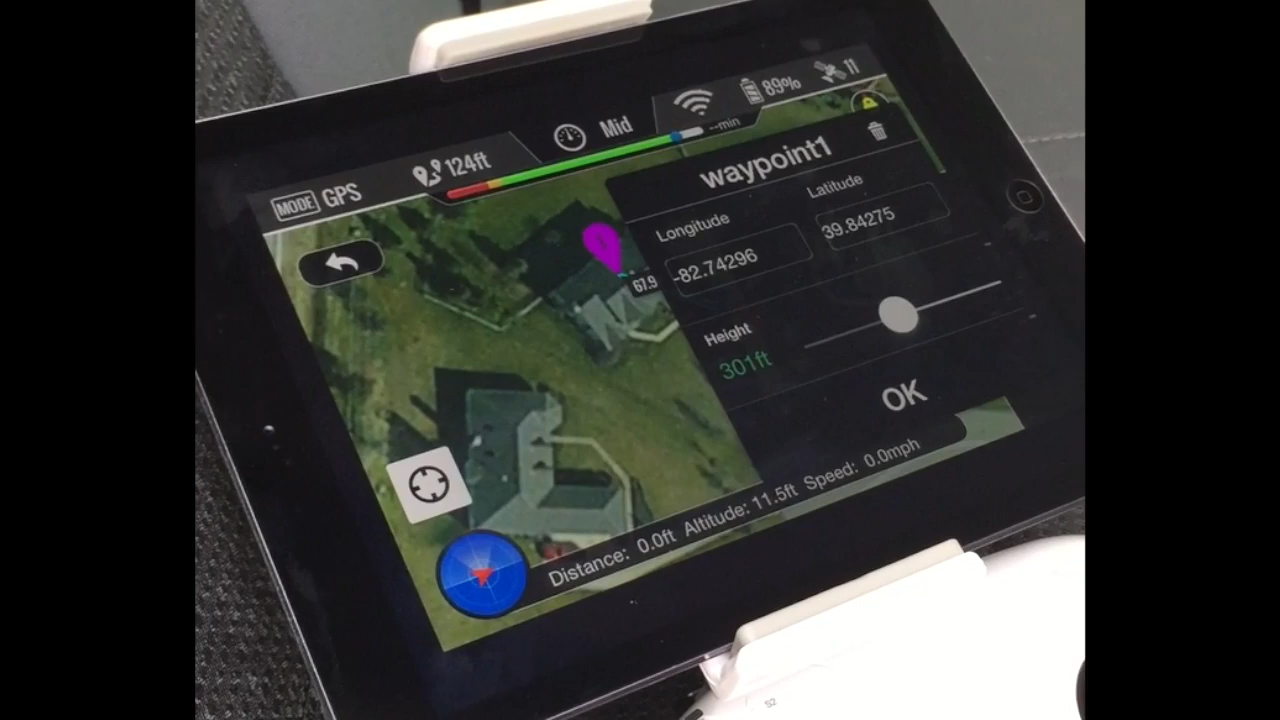 MODE GPS
124ft
Mid
89%
11
--min
waypoint1
Longitude
Latitude
-82.74296
39.84275
67.9
Height
301ft
OK
Distance: 0.0ft Altitude: 11.5ft Speed: 0.0mph
S2